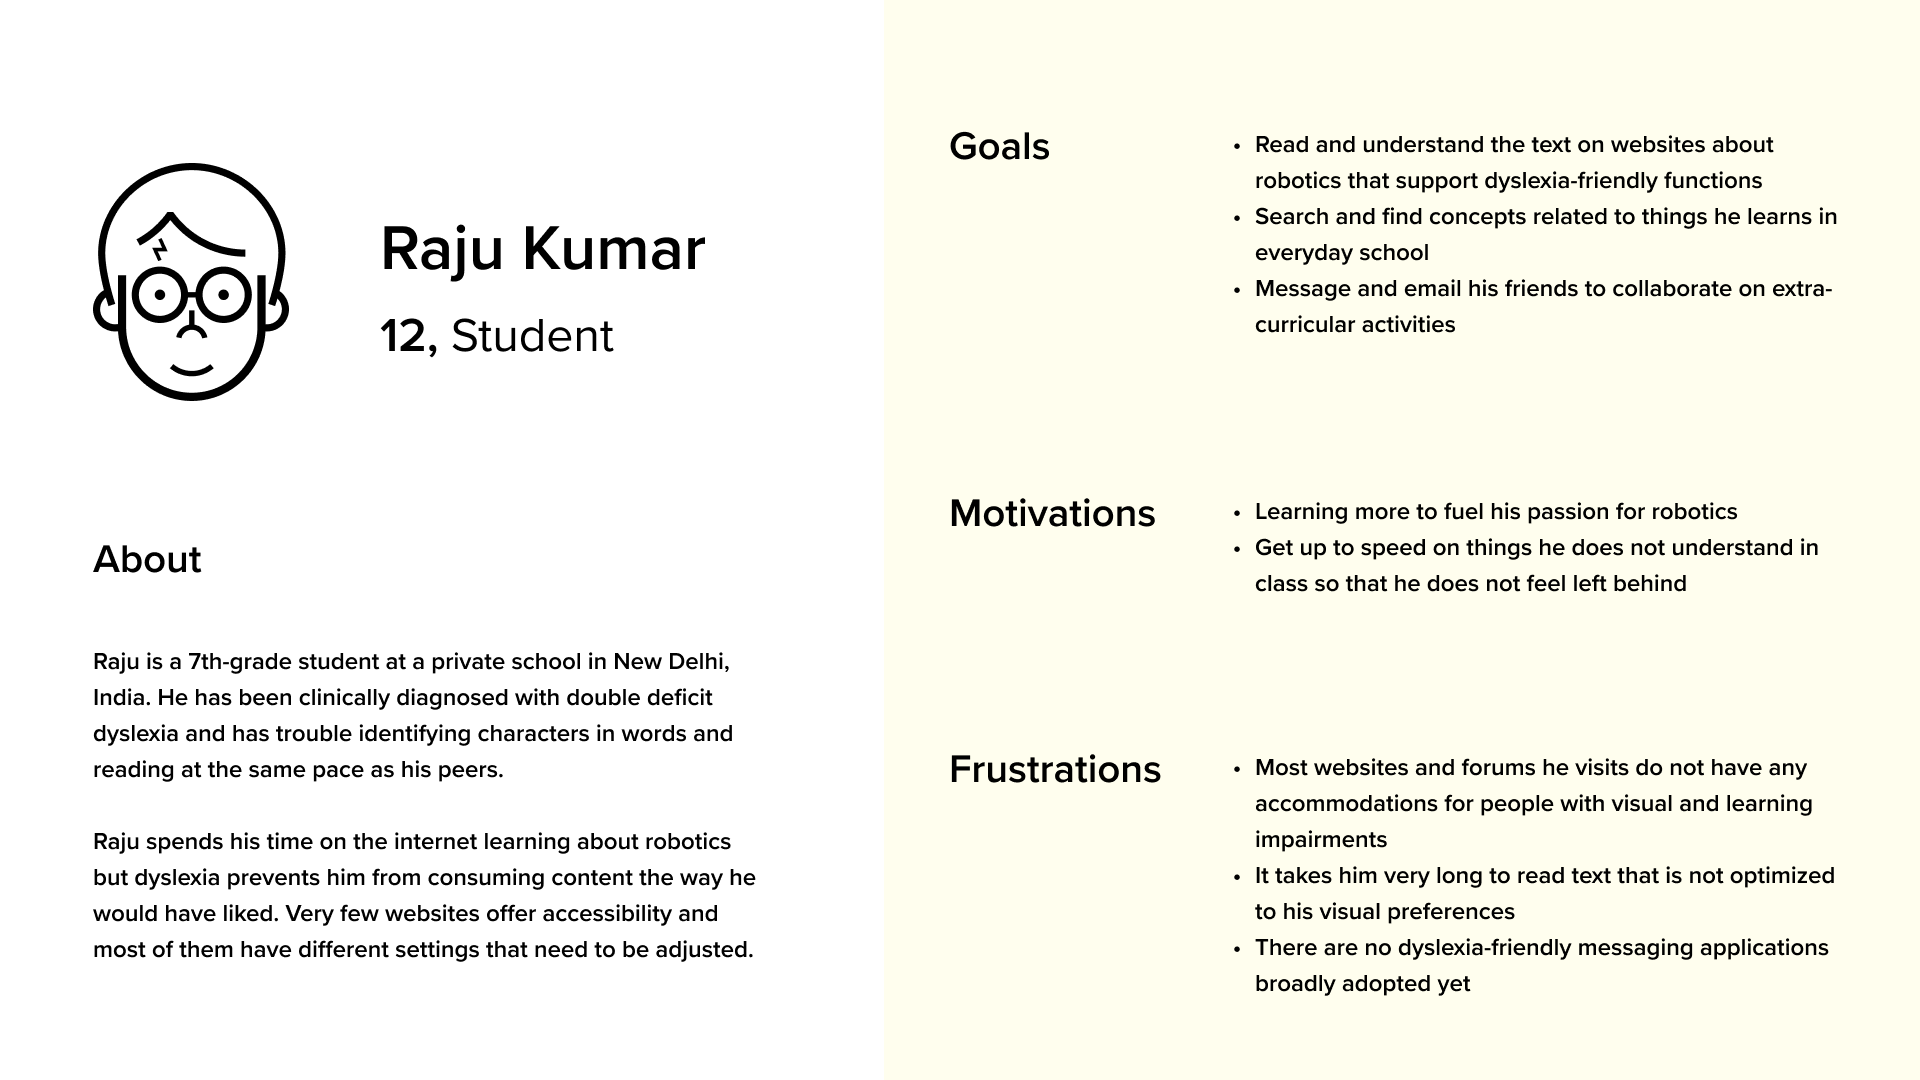 Raju Kumar
12, Student
About
Raju is a 7th-grade student at a private school in New Delhi,
India. He has been clinically diagnosed with double deficit
dyslexia and has trouble identifying characters in words and
reading at the same pace as his peers.
Raju spends his time on the internet learning about robotics
but dyslexia prevents him from consuming content the way he
would have liked. Very few websites offer accessibility and
most of them have different settings that need to be adjusted.
Goals
• Read and understand the text on websites about
robotics that support dyslexia-friendly functions
• Search and find concepts related to things he learns in
everyday school
• Message and email his friends to collaborate on extra-
curricular activities
Motivations
• Learning more to fuel his passion for robotics
• Get up to speed on things he does not understand in
class so that he does not feel left behind
Frustrations
• Most websites and forums he visits do not have any
accommodations for people with visual and learning
impairments
• It takes him very long to read text that is not optimized
to his visual preferences
• There are no dyslexia-friendly messaging applications
broadly adopted yet